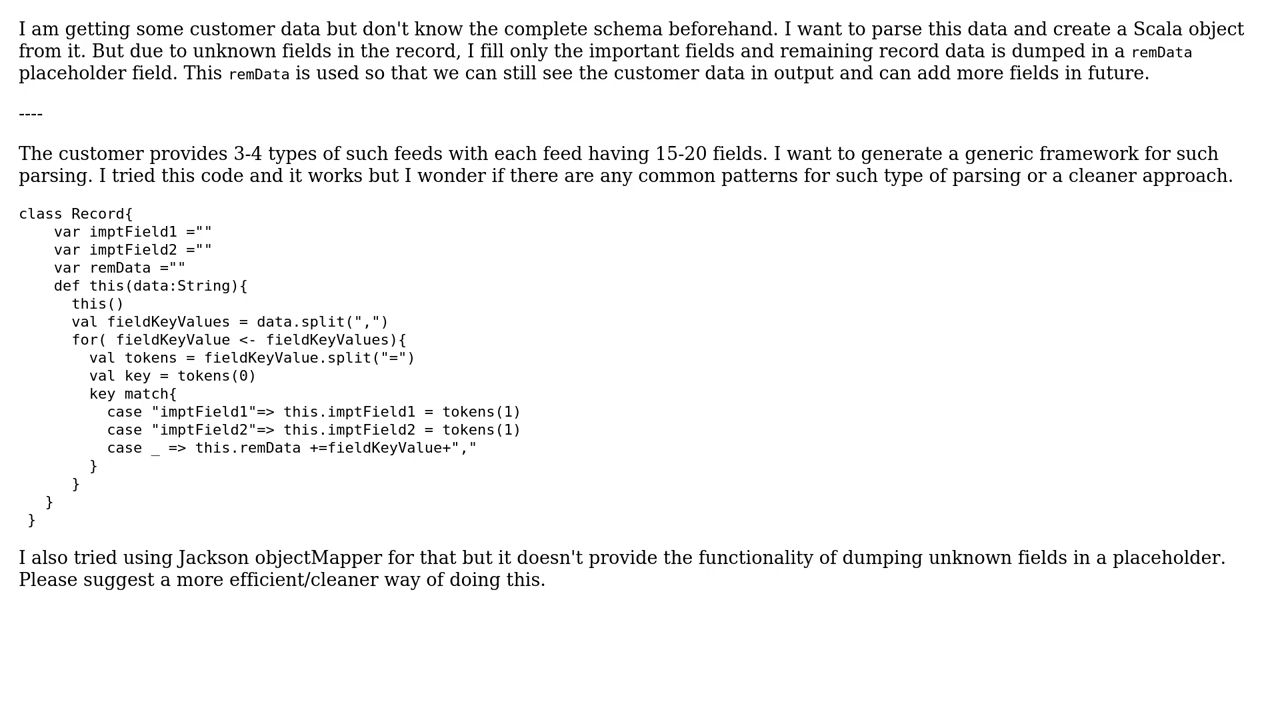 I am getting some customer data but don't know the complete schema beforehand. I want to parse this data and create a Scala object
from it. But due to unknown fields in the record, I fill only the important fields and remaining record data is dumped in a remData
placeholder field. This remData is used so that we can still see the customer data in output and can add more fields in future.
----
The customer provides 3-4 types of such feeds with each feed having 15-20 fields. I want to generate a generic framework for such
parsing. I tried this code and it works but I wonder if there are any common patterns for such type of parsing or a cleaner approach.
class Record{
    var imptField1 =""
    var imptField2 =""
    var remData =""
    def this(data:String){
      this()
      val fieldKeyValues = data.split(",")
      for( fieldKeyValue <- fieldKeyValues){
        val tokens = fieldKeyValue.split("=")
        val key = tokens(0)
        key match{
          case "imptField1"=> this.imptField1 = tokens(1)
          case "imptField2"=> this.imptField2 = tokens(1)
          case _ => this.remData +=fieldKeyValue+","
        }
      }
   }
 }
I also tried using Jackson objectMapper for that but it doesn't provide the functionality of dumping unknown fields in a placeholder.
Please suggest a more efficient/cleaner way of doing this.